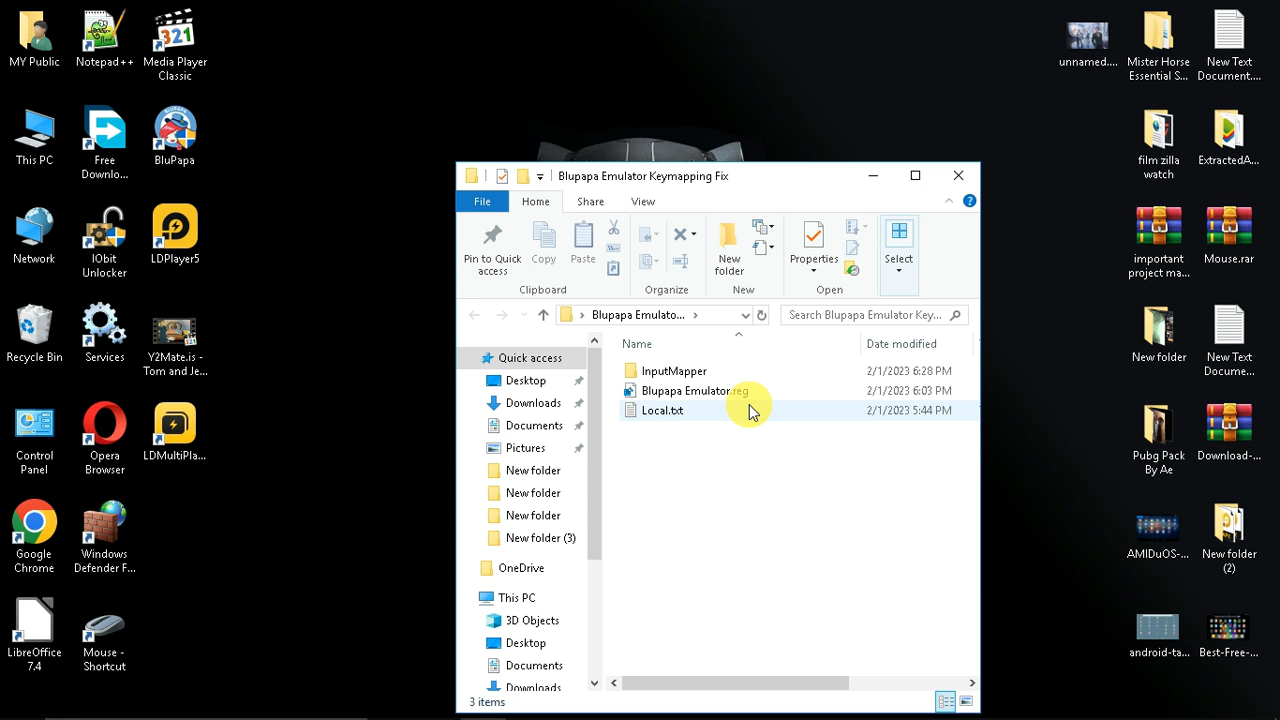 MY Public
Notepad++
Media Player
Classic
This PC
Free
Downlo...
BluPapa
Network
IObit
Unlocker
LDPlayer5
Recycle Bin
Services
Y2Mate.is -
Tom and Je...
Control
Panel
Opera
Browser
LDMultiPla...
Google
Chrome
Windows
Defender F...
LibreOffice
7.4
Mouse -
Shortcut
321
BLUPAPA
Blupapa Emulator Keymapping Fix
File
Home
Share
View
Pin to Quick
access
Copy
Paste
New
folder
Properties
Select
Clipboard
Organize
New
Open
Blupapa Emulato...
Search Blupapa Emulator Key...
Name
Date modified
InputMapper
2/1/2023 6:28 PM
Blupapa Emulator.reg
2/1/2023 6:03 PM
Local.txt
2/1/2023 5:44 PM
Quick access
Desktop
Downloads
Documents
Pictures
New folder
New folder
New folder
New folder (3)
OneDrive
This PC
3D Objects
Desktop
Documents
Downloads
3 items
unnamed....
Mister Horse
Essential S...
New Text
Document....
film zilla
watch
ExtractedA...
important
project ma...
Mouse.rar
New folder
New Text
Docume...
Pubg Pack
By Ae
Download-...
AMIDuOS-...
New folder
(2)
android-ta...
Best-Free-...